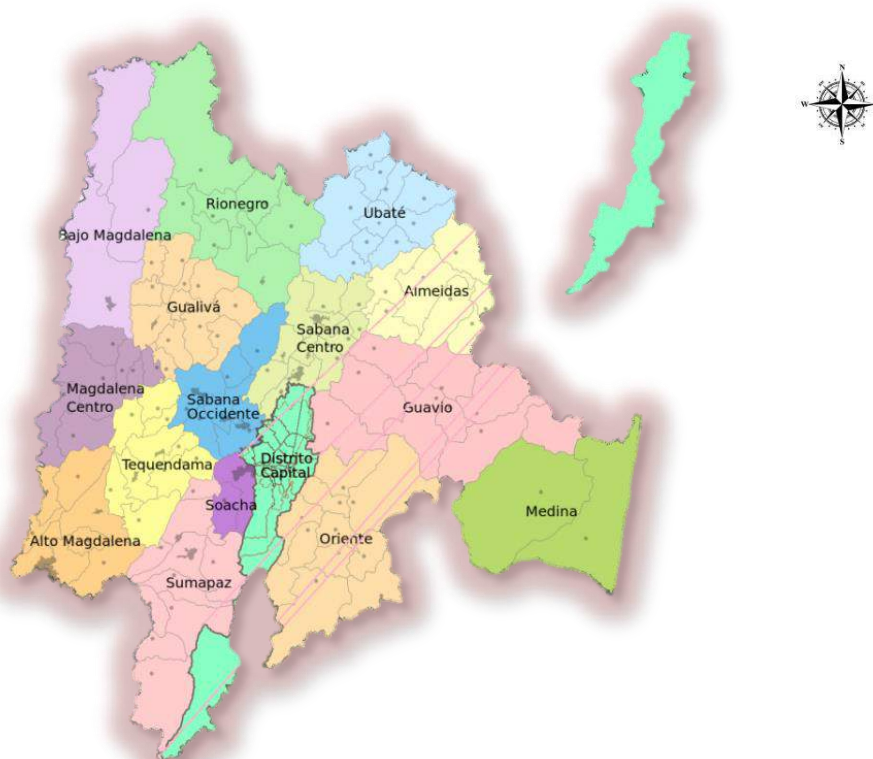 N
W
S
Rionegro
Ubaté
Bajo Magdalena
Almeidas
Gualivá
Sabana
Centro
Magdalena
Centro
Sabana
Occidente
Guavio
Tequendama
Distrito
Capital
Soacha
Medina
Alto Magdalena
Oriente
Sumapaz